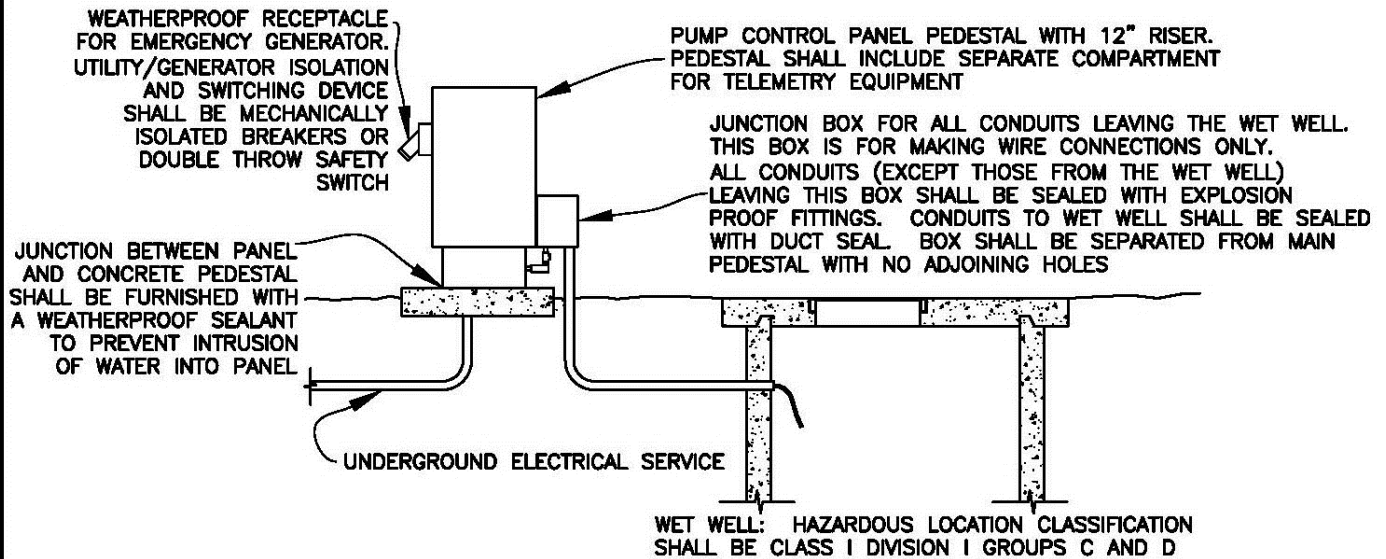 WEATHERPROOF RECEPTACLE
FOR EMERGENCY GENERATOR.
UTILITY/GENERATOR ISOLATION
AND SWITCHING DEVICE
SHALL BE MECHANICALLY
ISOLATED BREAKERS OR
DOUBLE THROW SAFETY
SWITCH
PUMP CONTROL PANEL PEDESTAL WITH 12" RISER.
PEDESTAL SHALL INCLUDE SEPARATE COMPARTMENT
FOR TELEMETRY EQUIPMENT
JUNCTION BOX FOR ALL CONDUITS LEAVING THE WET WELL.
THIS BOX IS FOR MAKING WIRE CONNECTIONS ONLY.
ALL CONDUITS (EXCEPT THOSE FROM THE WET WELL)
LEAVING THIS BOX SHALL BE SEALED WITH EXPLOSION
PROOF FITTINGS. CONDUITS TO WET WELL SHALL BE SEALED
WITH DUCT SEAL. BOX SHALL BE SEPARATED FROM MAIN
PEDESTAL WITH NO ADJOINING HOLES
JUNCTION BETWEEN PANEL
AND CONCRETE PEDESTAL
SHALL BE FURNISHED WITH
A WEATHERPROOF SEALANT
TO PREVENT INTRUSION
OF WATER INTO PANEL
UNDERGROUND ELECTRICAL SERVICE
WET WELL: HAZARDOUS LOCATION CLASSIFICATION
SHALL BE CLASS I DIVISION I GROUPS C AND D